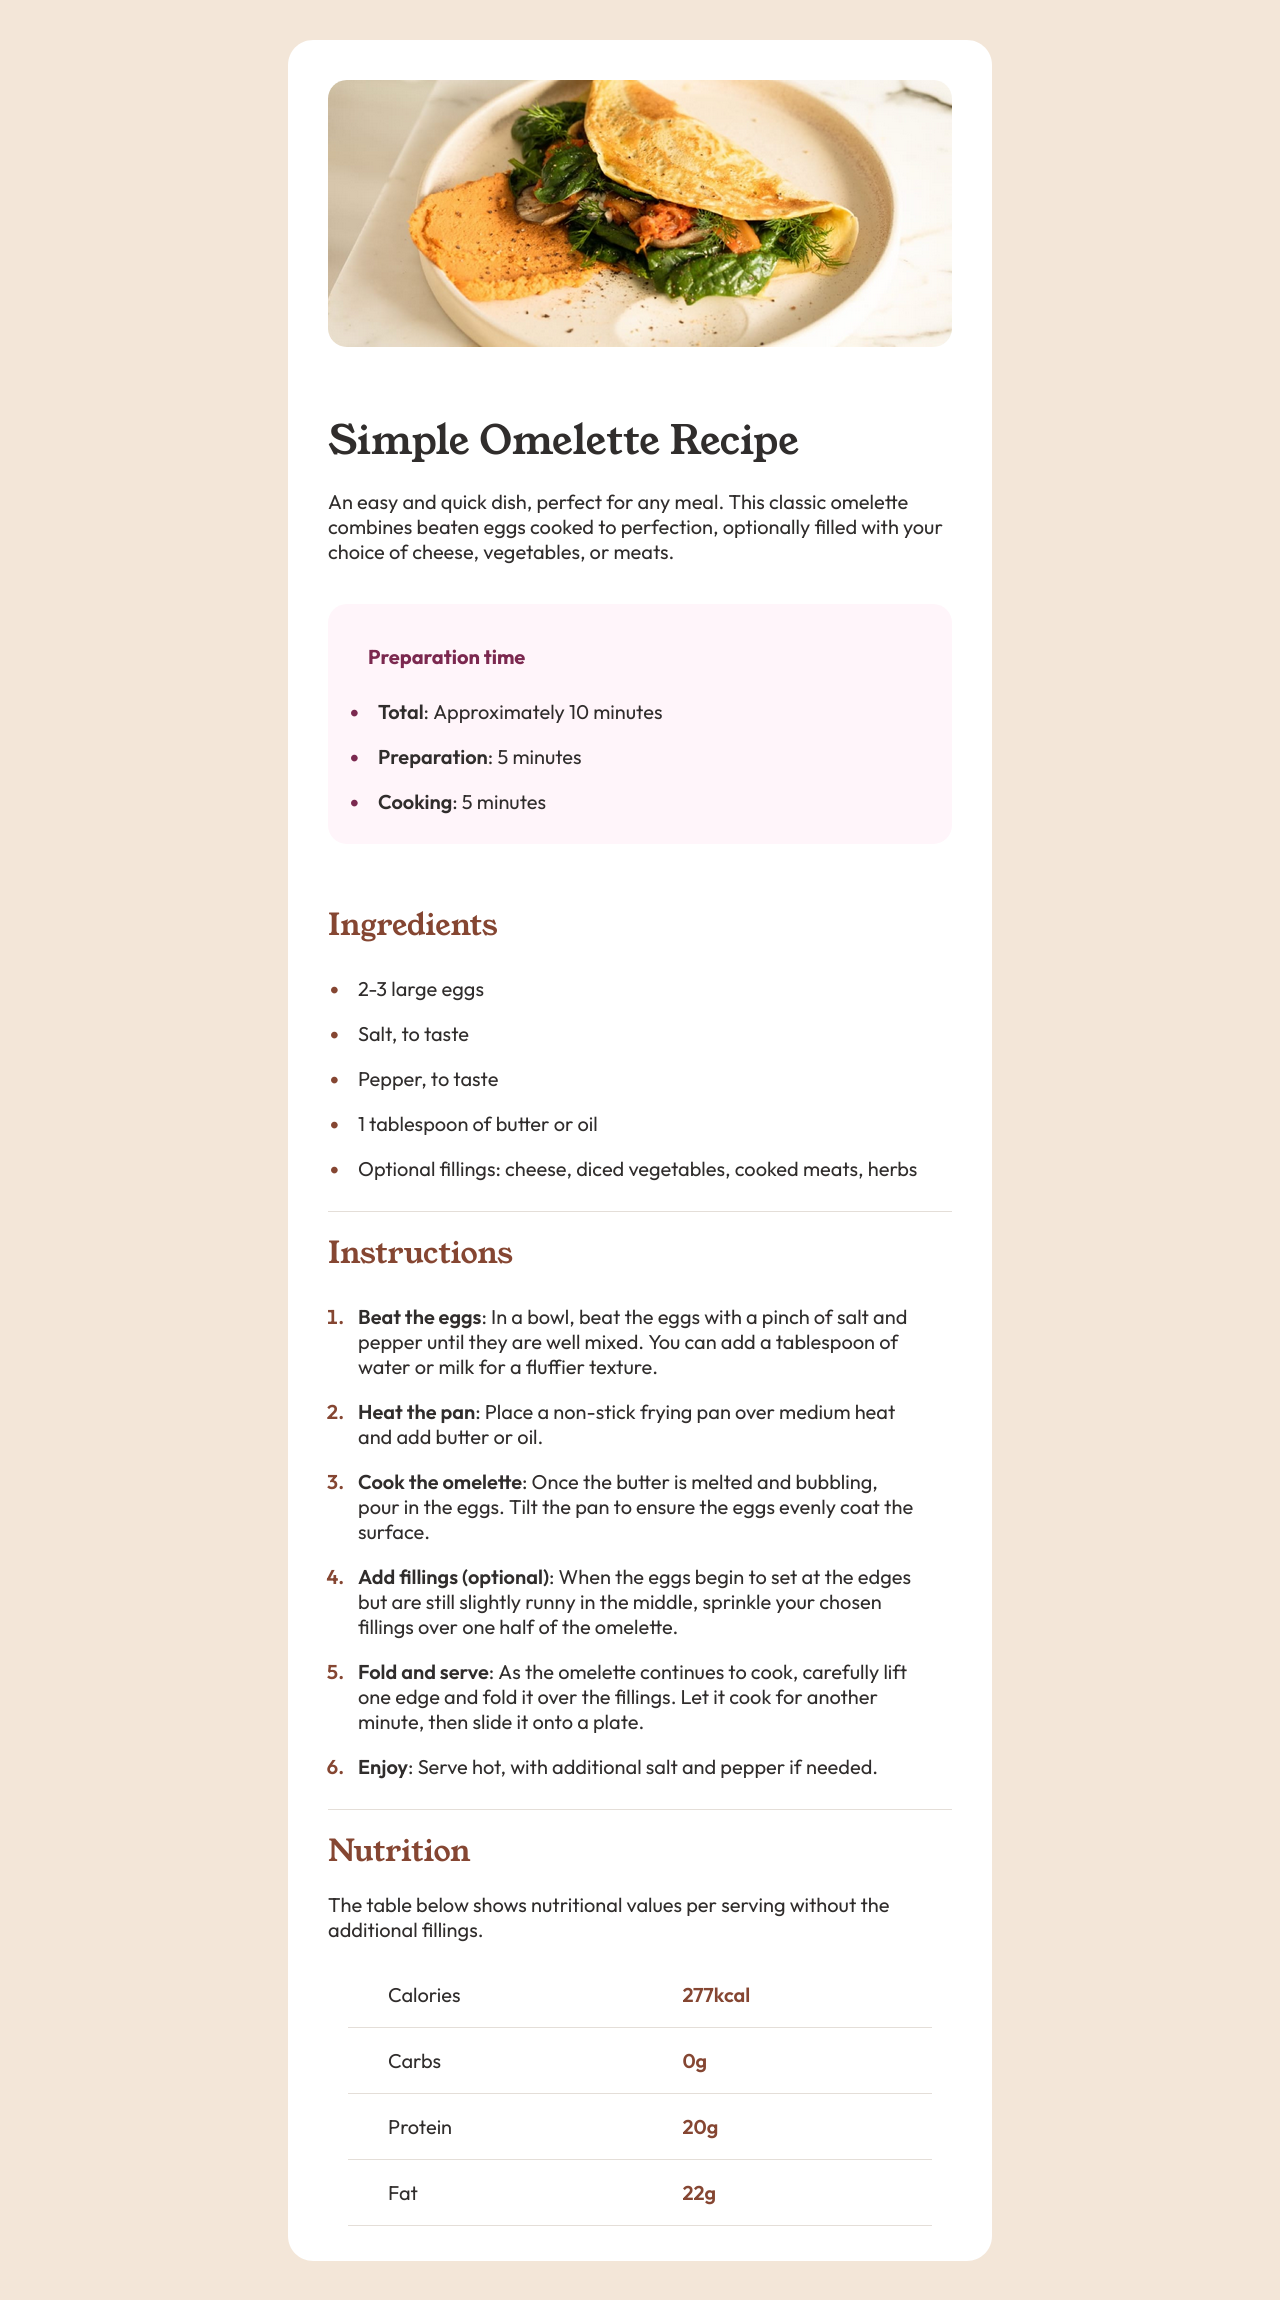 Simple Omelette Recipe
An easy and quick dish, perfect for any meal. This classic omelette
combines beaten eggs cooked to perfection, optionally filled with your
choice of cheese, vegetables, or meats.
Preparation time
• Total: Approximately 10 minutes
• Preparation: 5 minutes
• Cooking: 5 minutes
Ingredients
• 2-3 large eggs
• Salt, to taste
• Pepper, to taste
• 1 tablespoon of butter or oil
• Optional fillings: cheese, diced vegetables, cooked meats, herbs
Instructions
1. Beat the eggs: In a bowl, beat the eggs with a pinch of salt and
pepper until they are well mixed. You can add a tablespoon of
water or milk for a fluffier texture.
2. Heat the pan: Place a non-stick frying pan over medium heat
and add butter or oil.
3. Cook the omelette: Once the butter is melted and bubbling,
pour in the eggs. Tilt the pan to ensure the eggs evenly coat the
surface.
4. Add fillings (optional): When the eggs begin to set at the edges
but are still slightly runny in the middle, sprinkle your chosen
fillings over one half of the omelette.
5. Fold and serve: As the omelette continues to cook, carefully lift
one edge and fold it over the fillings. Let it cook for another
minute, then slide it onto a plate.
6. Enjoy: Serve hot, with additional salt and pepper if needed.
Nutrition
The table below shows nutritional values per serving without the
additional fillings.
Calories 277kcal
Carbs 0g
Protein 20g
Fat 22g